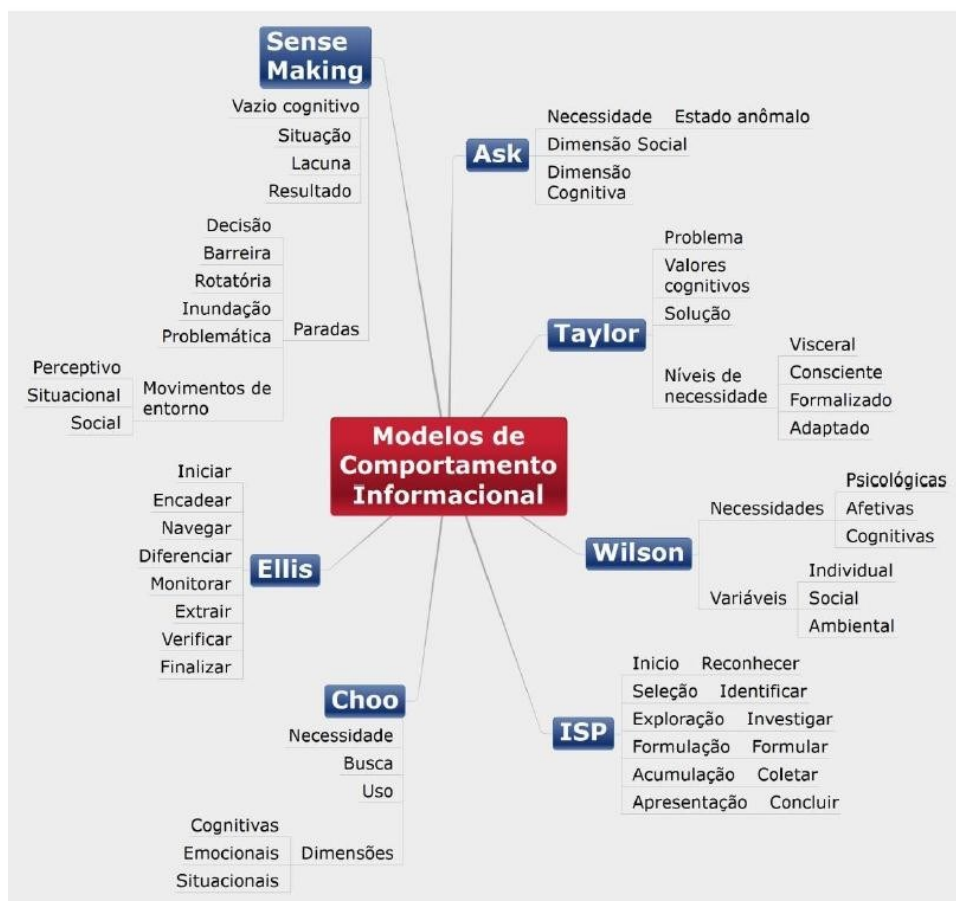 Sense
Making
Vazio cognitivo
Situação
Lacuna
Resultado
Decisão
Barreira
Rotatória
Inundação
Problemática
Paradas
Perceptivo
Situacional
Social
Movimentos de
entorno
Ask
Necessidade Estado anômalo
Dimensão Social
Dimensão
Cognitiva
Taylor
Problema
Valores
cognitivos
Solução
Níveis de
necessidade
Visceral
Consciente
Formalizado
Adaptado
Modelos de
Comportamento
Informacional
Wilson
Necessidades
Psicológicas
Afetivas
Cognitivas
Variáveis
Individual
Social
Ambiental
Ellis
Iniciar
Encadear
Navegar
Diferenciar
Monitorar
Extrair
Verificar
Finalizar
Choo
Necessidade
Busca
Uso
Dimensões
Cognitivas
Emocionais
Situacionais
ISP
Inicio Reconhecer
Seleção Identificar
Exploração Investigar
Formulação Formular
Acumulação Coletar
Apresentação Concluir